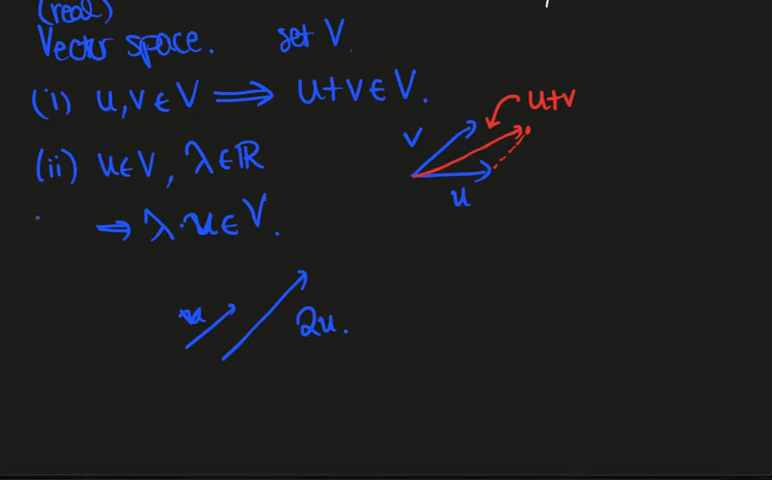 (real)
Vector space. set V.
(i) u,v ∈ V ⟹ u+v ∈ V.
u+v
v
u
(ii) u ∈ V, λ ∈ ℝ
⟹ λ·u ∈ V.
u
2u.